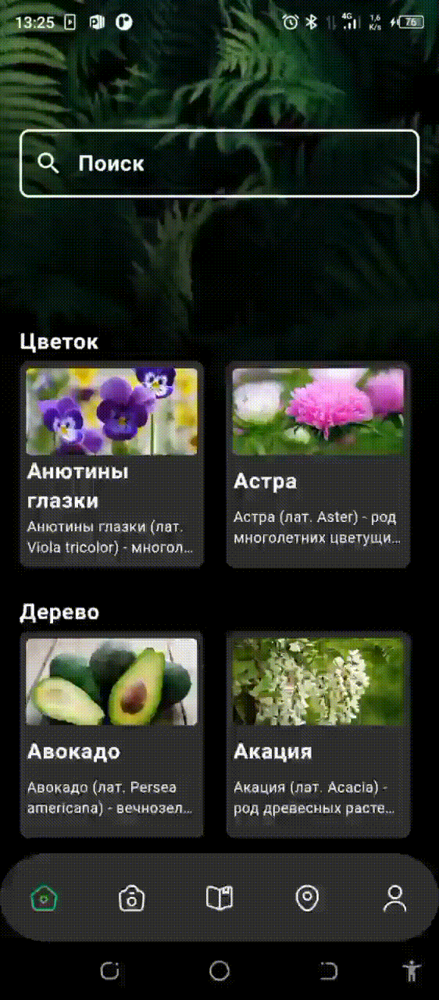 13:25
4G
1,6
K/s
76
Поиск
Цветок
Анютины
глазки
Анютины глазки (лат.
Viola tricolor) - многол...
Астра
Астра (лат. Aster) - род
многолетних цветущи...
Дерево
Авокадо
Авокадо (лат. Persea
americana) - вечнозел...
Акация
Акация (лат. Acacia) -
род древесных расте...